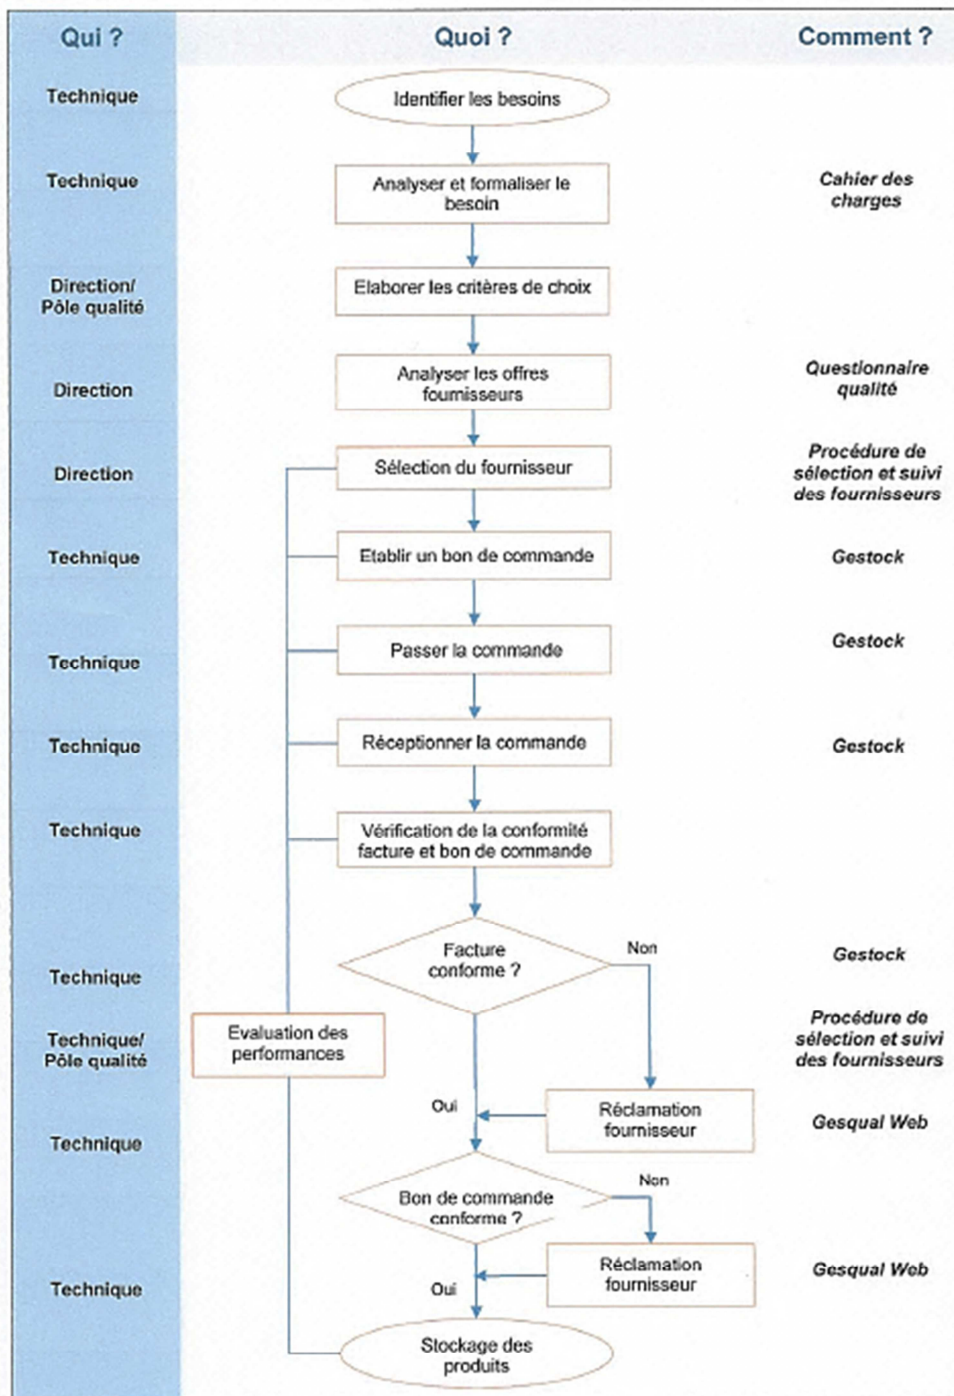 Qui ?
Quoi ?
Comment ?
Technique
Identifier les besoins
Technique
Analyser et formaliser le
besoin
Cahier des
charges
Direction/
Pôle qualité
Elaborer les critères de choix
Direction
Analyser les offres
fournisseurs
Questionnaire
qualité
Direction
Sélection du fournisseur
Procédure de
sélection et suivi
des fournisseurs
Technique
Etablir un bon de commande
Gestock
Technique
Passer la commande
Gestock
Technique
Réceptionner la commande
Gestock
Technique
Vérification de la conformité
facture et bon de commande
Technique
Facture
conforme ?
Non
Gestock
Technique/
Pôle qualité
Evaluation des
performances
Procédure de
sélection et suivi
des fournisseurs
Oui
Technique
Réclamation
fournisseur
Gesqual Web
Bon de commande
conforme ?
Non
Technique
Oui
Réclamation
fournisseur
Gesqual Web
Stockage des
produits